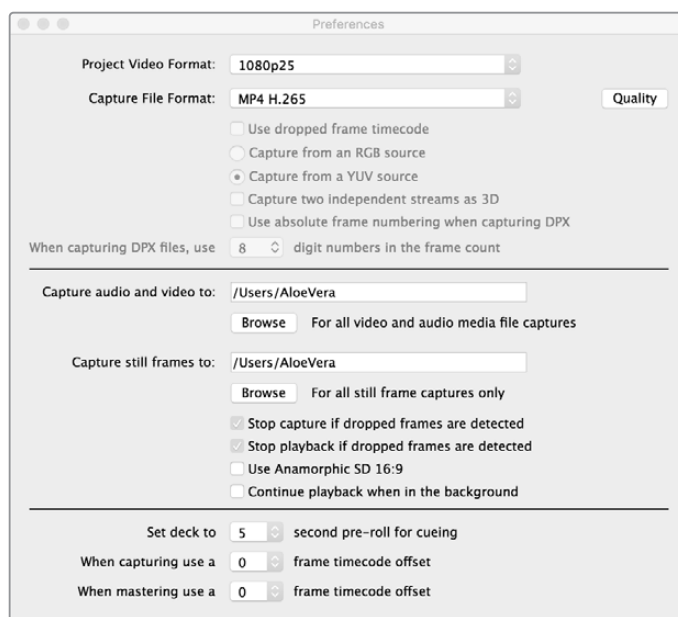 Preferences
Project Video Format: 1080p25
Capture File Format: MP4 H.265 Quality
Use dropped frame timecode
Capture from an RGB source
Capture from a YUV source
Capture two independent streams as 3D
Use absolute frame numbering when capturing DPX
When capturing DPX files, use 8 digit numbers in the frame count
Capture audio and video to: /Users/AloeVera
Browse For all video and audio media file captures
Capture still frames to: /Users/AloeVera
Browse For all still frame captures only
Stop capture if dropped frames are detected
Stop playback if dropped frames are detected
Use Anamorphic SD 16:9
Continue playback when in the background
Set deck to 5 second pre-roll for cueing
When capturing use a 0 frame timecode offset
When mastering use a 0 frame timecode offset